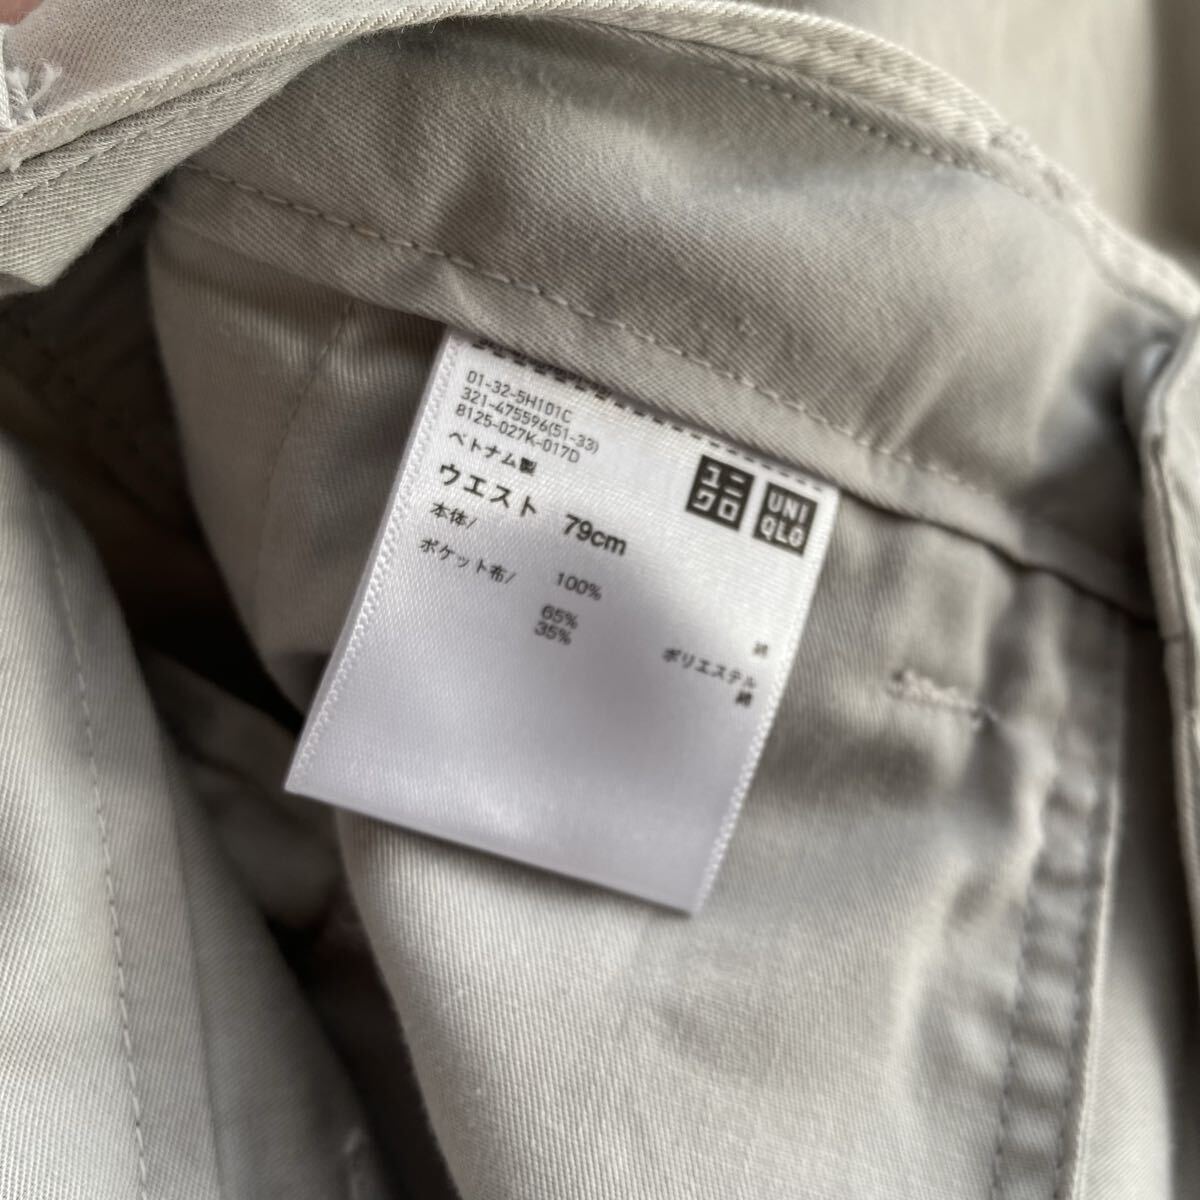 01-32-5H101C
321-475596(51-33)
8125-027K-017D
ベトナム製
ウエスト 79cm
本体/
100% 綿
ポケット布/
65% ポリエステル
35% 綿
ユニ
クロ
UNI
QLO